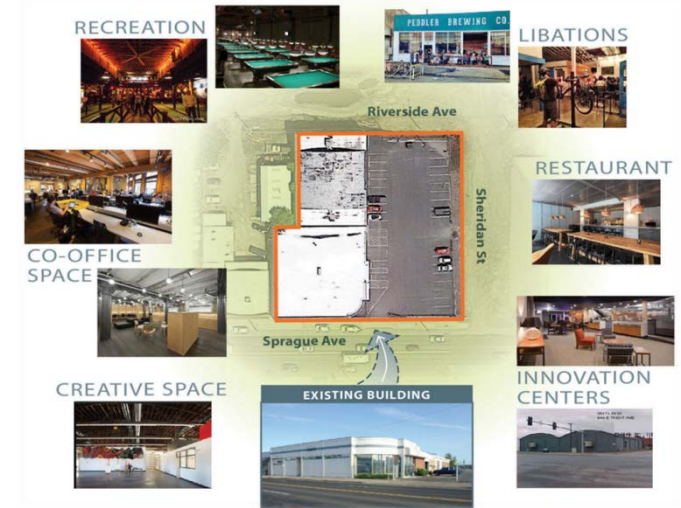 RECREATION
PEDDLER BREWING CO.
LIBATIONS
Riverside Ave
RESTAURANT
Sheridan St
CO-OFFICE
SPACE
Sprague Ave
CREATIVE SPACE
EXISTING BUILDING
INNOVATION
CENTERS